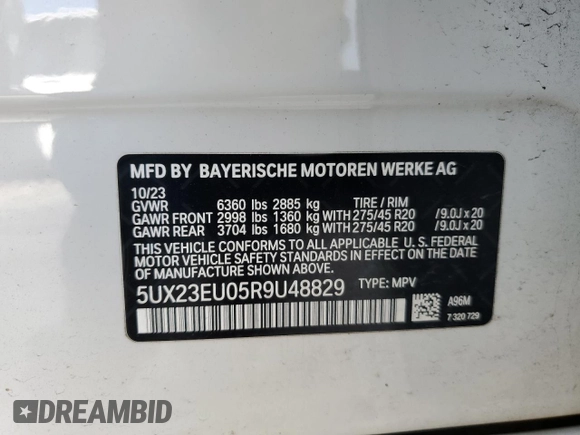 MFD BY BAYERISCHE MOTOREN WERKE AG
10/23
GVWR 6360 lbs 2885 kg TIRE / RIM
GAWR FRONT 2998 lbs 1360 kg WITH 275/45 R20 /9.0J x 20
GAWR REAR 3704 lbs 1680 kg WITH 275/45 R20 /9.0J x 20
THIS VEHICLE CONFORMS TO ALL APPLICABLE U. S. FEDERAL
MOTOR VEHICLE SAFETY STANDARDS IN EFFECT ON THE DATE
OF MANUFACTURE SHOWN ABOVE.
5UX23EU05R9U48829 TYPE: MPV
A96M
7 320 729
DREAMBID